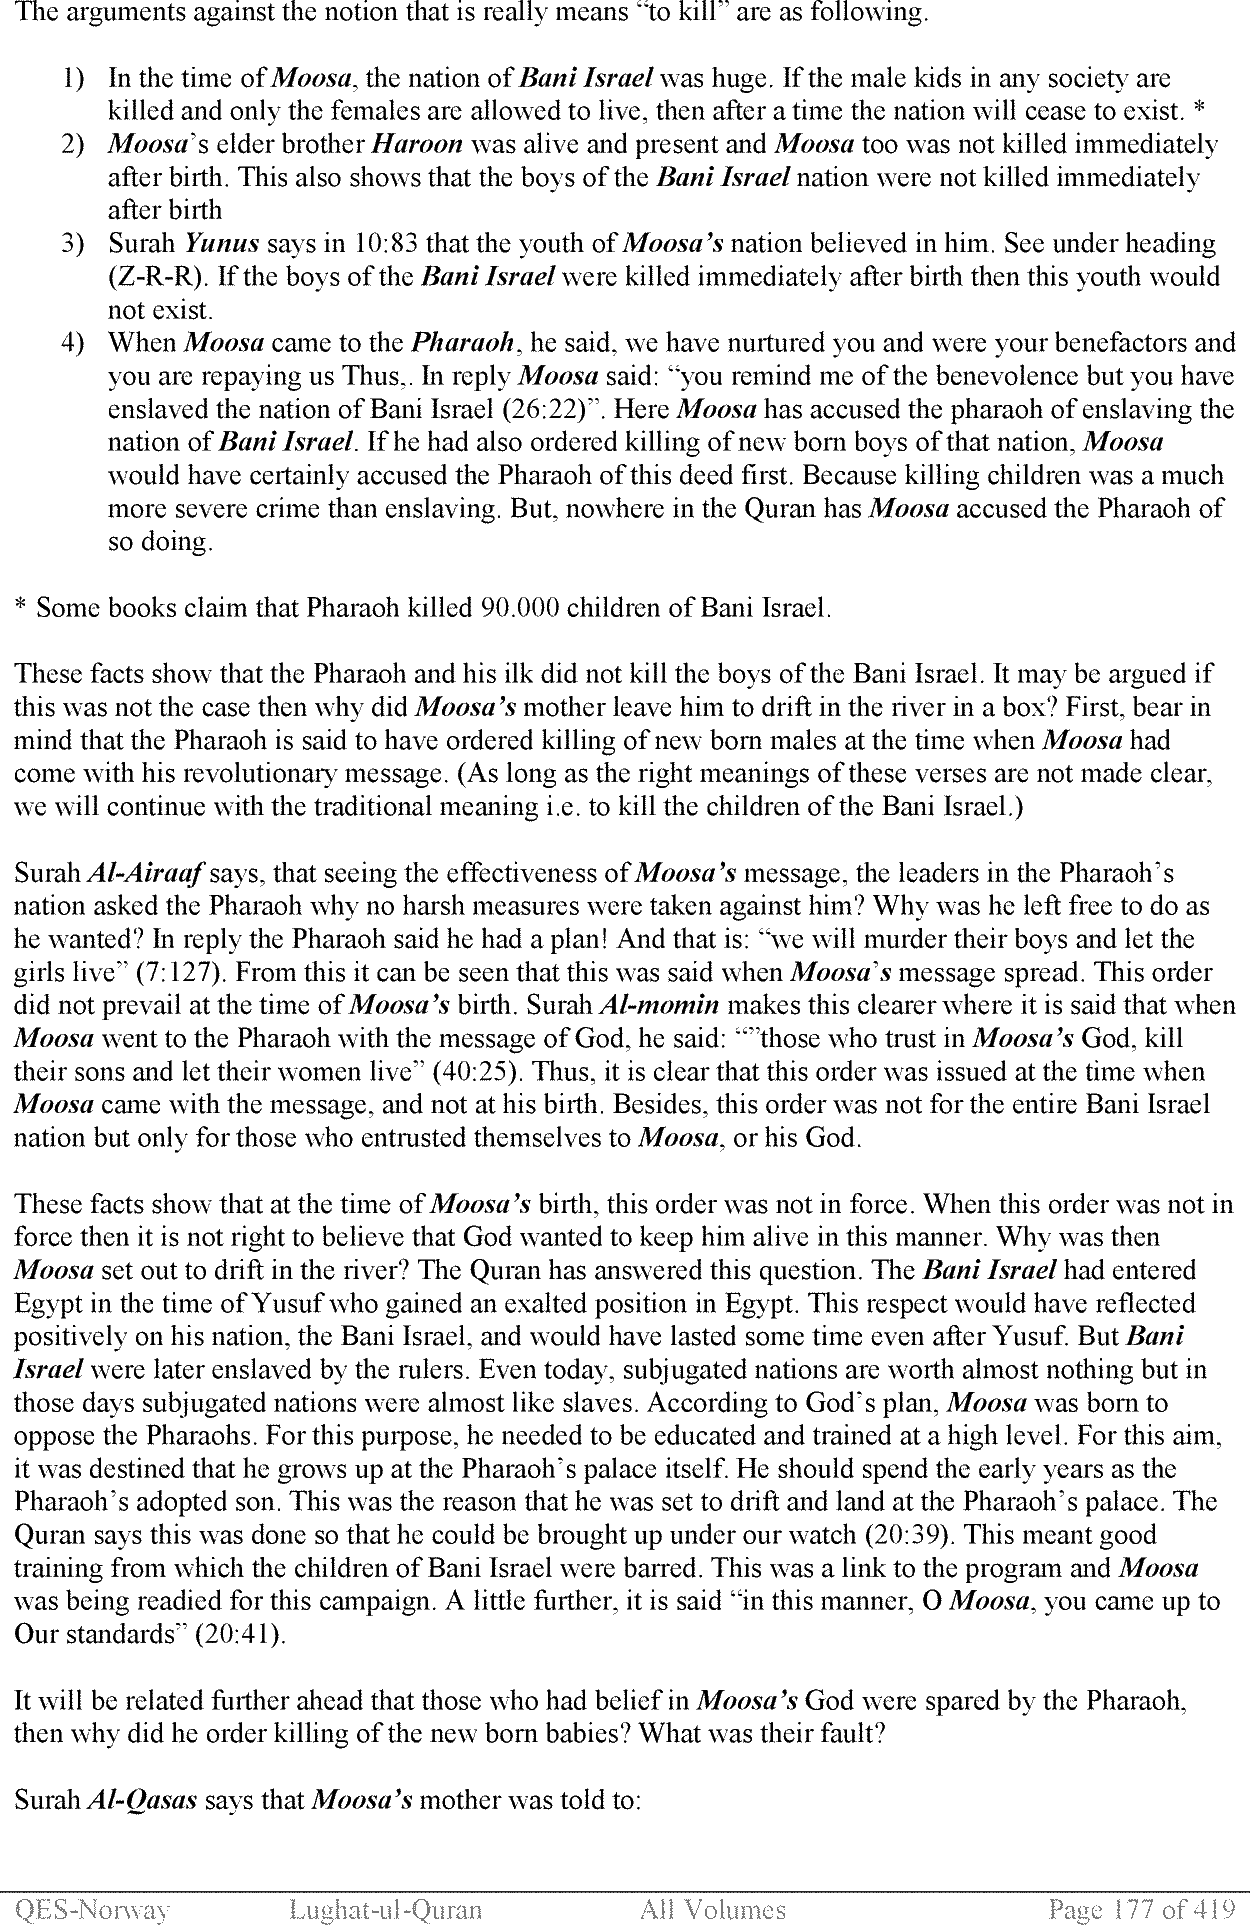 The arguments against the notion that is really means “to kill” are as following.
1) In the time of Moosa, the nation of Bani Israel was huge. If the male kids in any society are
killed and only the females are allowed to live, then after a time the nation will cease to exist. *
2) Moosa’s elder brother Haroon was alive and present and Moosa too was not killed immediately
after birth. This also shows that the boys of the Bani Israel nation were not killed immediately
after birth
3) Surah Yunus says in 10:83 that the youth of Moosa’s nation believed in him. See under heading
(Z-R-R). If the boys of the Bani Israel were killed immediately after birth then this youth would
not exist.
4) When Moosa came to the Pharaoh, he said, we have nurtured you and were your benefactors and
you are repaying us Thus,. In reply Moosa said: “you remind me of the benevolence but you have
enslaved the nation of Bani Israel (26:22)”. Here Moosa has accused the pharaoh of enslaving the
nation of Bani Israel. If he had also ordered killing of new born boys of that nation, Moosa
would have certainly accused the Pharaoh of this deed first. Because killing children was a much
more severe crime than enslaving. But, nowhere in the Quran has Moosa accused the Pharaoh of
so doing.
* Some books claim that Pharaoh killed 90.000 children of Bani Israel.
These facts show that the Pharaoh and his ilk did not kill the boys of the Bani Israel. It may be argued if
this was not the case then why did Moosa’s mother leave him to drift in the river in a box? First, bear in
mind that the Pharaoh is said to have ordered killing of new born males at the time when Moosa had
come with his revolutionary message. (As long as the right meanings of these verses are not made clear,
we will continue with the traditional meaning i.e. to kill the children of the Bani Israel.)
Surah Al-Airaaf says, that seeing the effectiveness of Moosa’s message, the leaders in the Pharaoh’s
nation asked the Pharaoh why no harsh measures were taken against him? Why was he left free to do as
he wanted? In reply the Pharaoh said he had a plan! And that is: “we will murder their boys and let the
girls live” (7:127). From this it can be seen that this was said when Moosa’s message spread. This order
did not prevail at the time of Moosa’s birth. Surah Al-momin makes this clearer where it is said that when
Moosa went to the Pharaoh with the message of God, he said: “”those who trust in Moosa’s God, kill
their sons and let their women live” (40:25). Thus, it is clear that this order was issued at the time when
Moosa came with the message, and not at his birth. Besides, this order was not for the entire Bani Israel
nation but only for those who entrusted themselves to Moosa, or his God.
These facts show that at the time of Moosa’s birth, this order was not in force. When this order was not in
force then it is not right to believe that God wanted to keep him alive in this manner. Why was then
Moosa set out to drift in the river? The Quran has answered this question. The Bani Israel had entered
Egypt in the time of Yusuf who gained an exalted position in Egypt. This respect would have reflected
positively on his nation, the Bani Israel, and would have lasted some time even after Yusuf. But Bani
Israel were later enslaved by the rulers. Even today, subjugated nations are worth almost nothing but in
those days subjugated nations were almost like slaves. According to God’s plan, Moosa was born to
oppose the Pharaohs. For this purpose, he needed to be educated and trained at a high level. For this aim,
it was destined that he grows up at the Pharaoh’s palace itself. He should spend the early years as the
Pharaoh’s adopted son. This was the reason that he was set to drift and land at the Pharaoh’s palace. The
Quran says this was done so that he could be brought up under our watch (20:39). This meant good
training from which the children of Bani Israel were barred. This was a link to the program and Moosa
was being readied for this campaign. A little further, it is said “in this manner, O Moosa, you came up to
Our standards” (20:41).
It will be related further ahead that those who had belief in Moosa’s God were spared by the Pharaoh,
then why did he order killing of the new born babies? What was their fault?
Surah Al-Qasas says that Moosa’s mother was told to:
QES-Norway Lughat-ul-Quran All Volumes Page 177 of 419